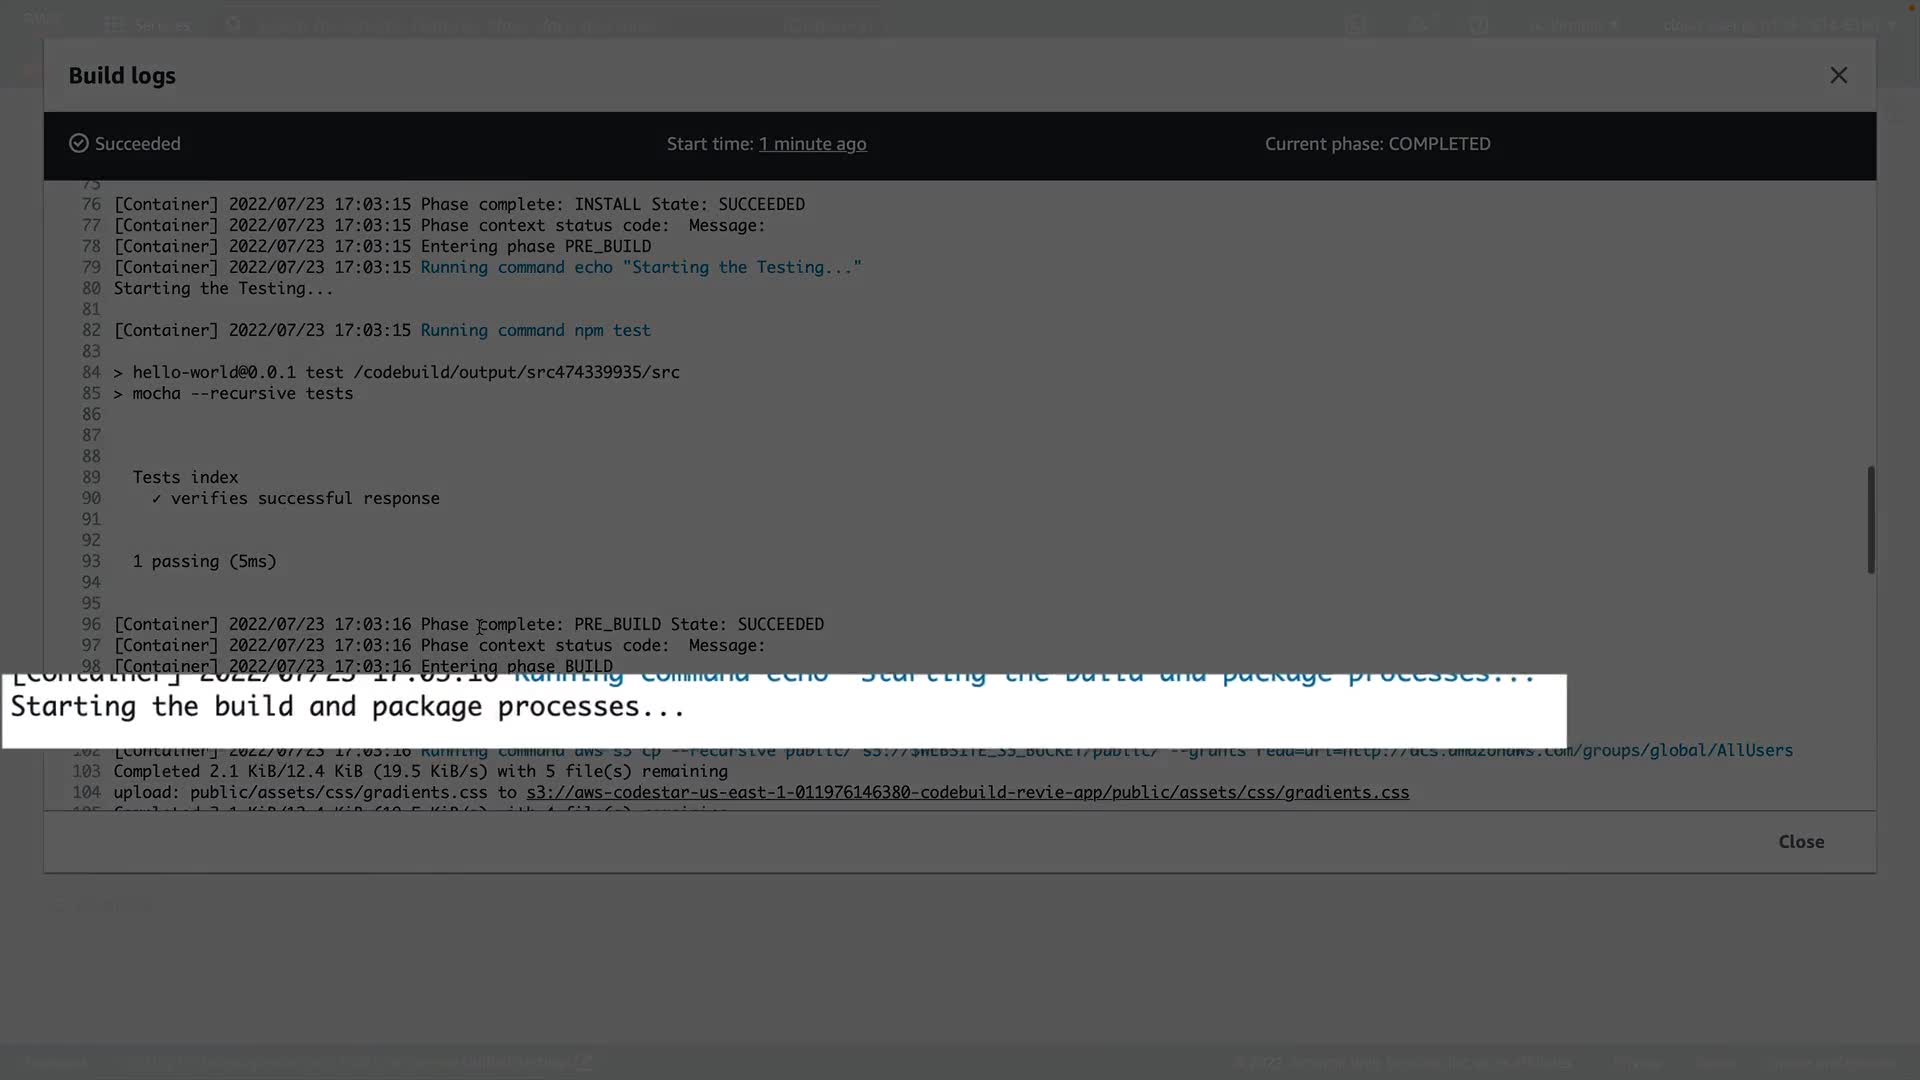 Services
Build logs
Succeeded
Start time: 1 minute ago
Current phase: COMPLETED
75
76 [Container] 2022/07/23 17:03:15 Phase complete: INSTALL State: SUCCEEDED
77 [Container] 2022/07/23 17:03:15 Phase context status code:  Message:
78 [Container] 2022/07/23 17:03:15 Entering phase PRE_BUILD
79 [Container] 2022/07/23 17:03:15 Running command echo "Starting the Testing..."
80 Starting the Testing...
81
82 [Container] 2022/07/23 17:03:15 Running command npm test
83
84 > hello-world@0.0.1 test /codebuild/output/src474339935/src
85 > mocha --recursive tests
86
87
88
89 Tests index
90 ✓ verifies successful response
91
92
93 1 passing (5ms)
94
95
96 [Container] 2022/07/23 17:03:16 Phase complete: PRE_BUILD State: SUCCEEDED
97 [Container] 2022/07/23 17:03:16 Phase context status code:  Message:
98 [Container] 2022/07/23 17:03:16 Entering phase BUILD
[Container] 2022/07/23 17:03:16 Running command echo "Starting the build and package processes...
Starting the build and package processes...
102 [Container] 2022/07/23 17:03:16 Running command aws s3 cp --recursive public/ s3://$WEBSITE_S3_BUCKET/public/ --grants read=uri=http://acs.amazonaws.com/groups/global/AllUsers
103 Completed 2.1 KiB/12.4 KiB (19.5 KiB/s) with 5 file(s) remaining
104 upload: public/assets/css/gradients.css to s3://aws-codestar-us-east-1-011976146380-codebuild-revie-app/public/assets/css/gradients.css
Close